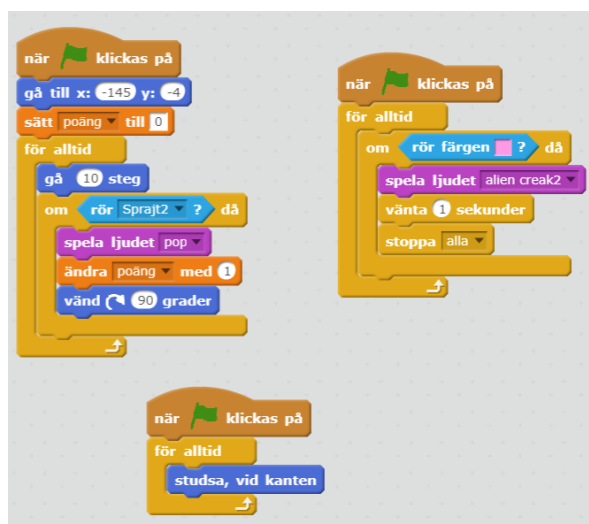 när klickas på
gå till x: -145 y: -4
sätt poäng till 0
för alltid
gå 10 steg
om rör Sprajt2 ? då
spela ljudet pop
ändra poäng med 1
vänd 90 grader
när klickas på
för alltid
om rör färgen ? då
spela ljudet alien creak2
vänta 1 sekunder
stoppa alla
när klickas på
för alltid
studsa, vid kanten